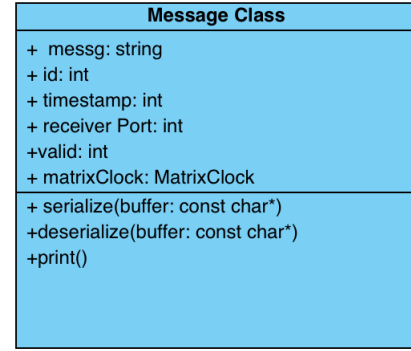 Message Class
+ messg: string
+ id: int
+ timestamp: int
+ receiver Port: int
+valid: int
+ matrixClock: MatrixClock
+ serialize(buffer: const char*)
+deserialize(buffer: const char*)
+print()